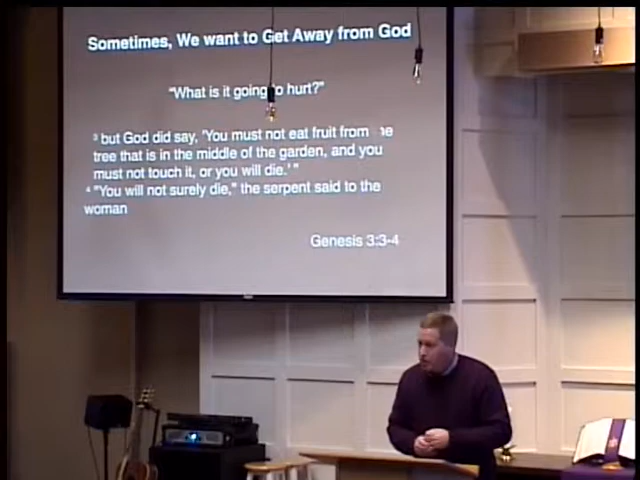 Sometimes, We want to Get Away from God
"What is it going to hurt?"
3 but God did say, 'You must not eat fruit from
tree that is in the middle of the garden, and you
must not touch it, or you will die.' "
4 "You will not surely die," the serpent said to the
woman
Genesis 3:3-4